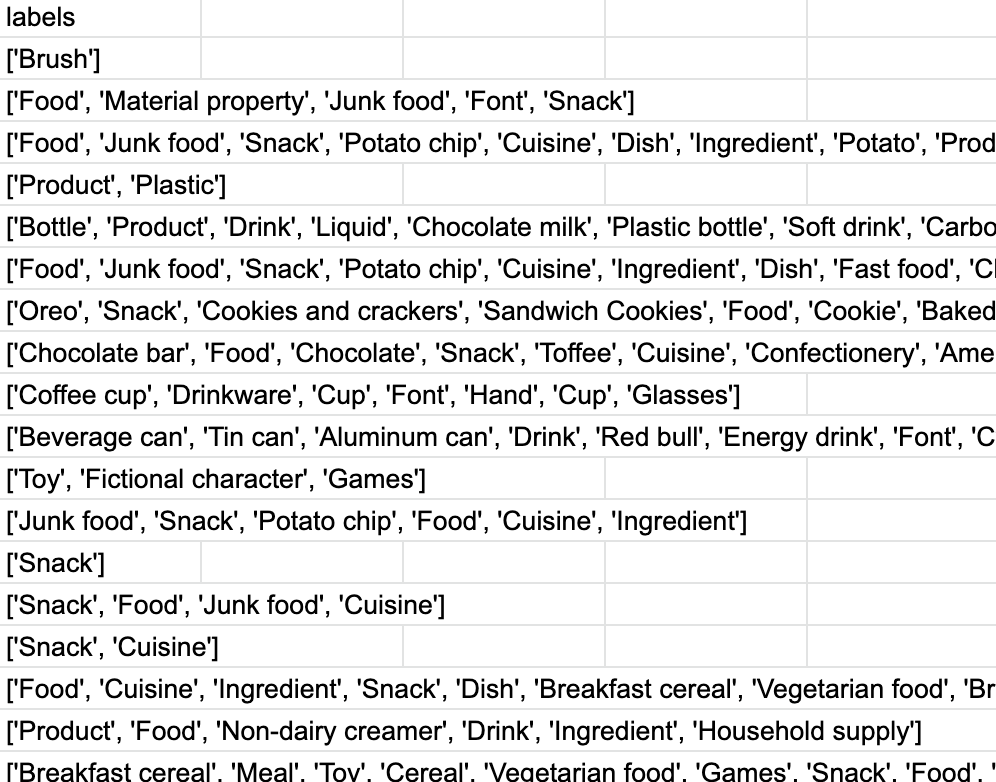 labels
['Brush']
['Food', 'Material property', 'Junk food', 'Font', 'Snack']
['Food', 'Junk food', 'Snack', 'Potato chip', 'Cuisine', 'Dish', 'Ingredient', 'Potato', 'Prod
['Product', 'Plastic']
['Bottle', 'Product', 'Drink', 'Liquid', 'Chocolate milk', 'Plastic bottle', 'Soft drink', 'Carbo
['Food', 'Junk food', 'Snack', 'Potato chip', 'Cuisine', 'Ingredient', 'Dish', 'Fast food', 'Cl
['Oreo', 'Snack', 'Cookies and crackers', 'Sandwich Cookies', 'Food', 'Cookie', 'Baked
['Chocolate bar', 'Food', 'Chocolate', 'Snack', 'Toffee', 'Cuisine', 'Confectionery', 'Ame
['Coffee cup', 'Drinkware', 'Cup', 'Font', 'Hand', 'Cup', 'Glasses']
['Beverage can', 'Tin can', 'Aluminum can', 'Drink', 'Red bull', 'Energy drink', 'Font', 'C
['Toy', 'Fictional character', 'Games']
['Junk food', 'Snack', 'Potato chip', 'Food', 'Cuisine', 'Ingredient']
['Snack']
['Snack', 'Food', 'Junk food', 'Cuisine']
['Snack', 'Cuisine']
['Food', 'Cuisine', 'Ingredient', 'Snack', 'Dish', 'Breakfast cereal', 'Vegetarian food', 'Br
['Product', 'Food', 'Non-dairy creamer', 'Drink', 'Ingredient', 'Household supply']
['Breakfast cereal', 'Meal', 'Toy', 'Cereal', 'Vegetarian food', 'Games', 'Snack', 'Food', '